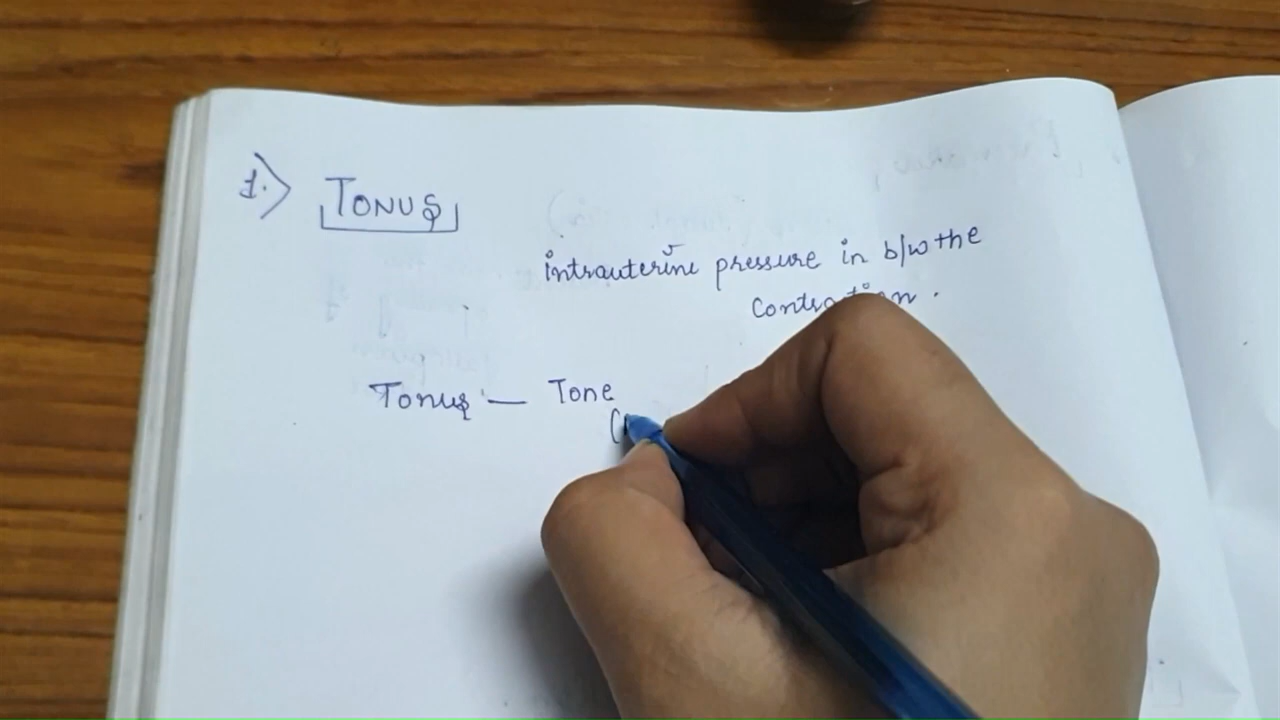 1.) TONUS
intrauterine pressure in b/w the
contraction.
Tonus — Tone
(